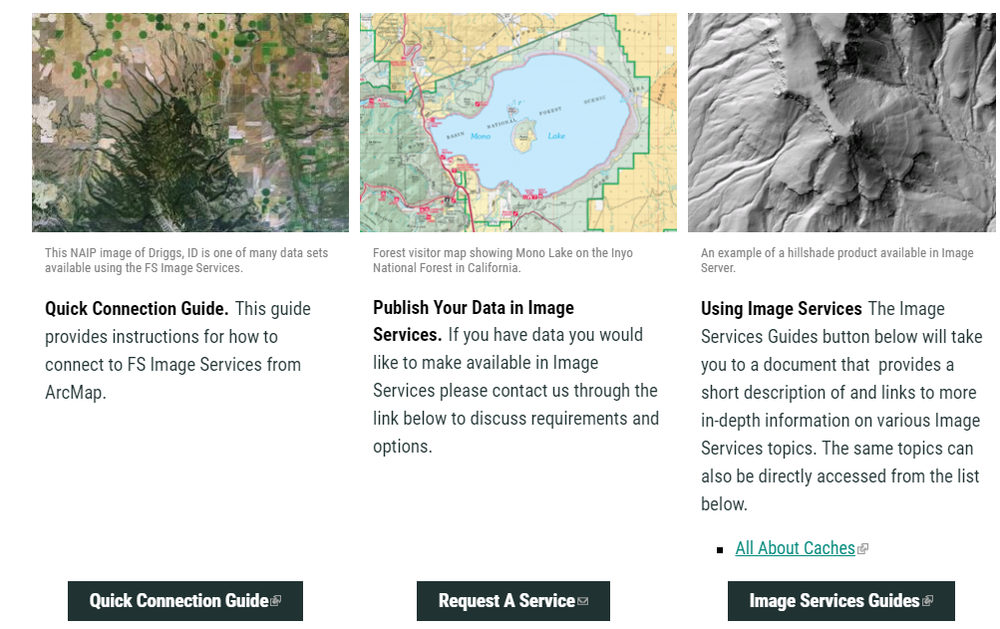 BASIN
NATIONAL
FOREST
SCENIC
AREA
Mono
Lake
This NAIP image of Driggs, ID is one of many data sets
available using the FS Image Services.
Quick Connection Guide. This guide
provides instructions for how to
connect to FS Image Services from
ArcMap.
Quick Connection Guide
Forest visitor map showing Mono Lake on the Inyo
National Forest in California.
Publish Your Data in Image
Services. If you have data you would
like to make available in Image
Services please contact us through the
link below to discuss requirements and
options.
Request A Service
An example of a hillshade product available in Image
Server.
Using Image Services The Image
Services Guides button below will take
you to a document that  provides a
short description of and links to more
in-depth information on various Image
Services topics. The same topics can
also be directly accessed from the list
below.
All About Caches
Image Services Guides